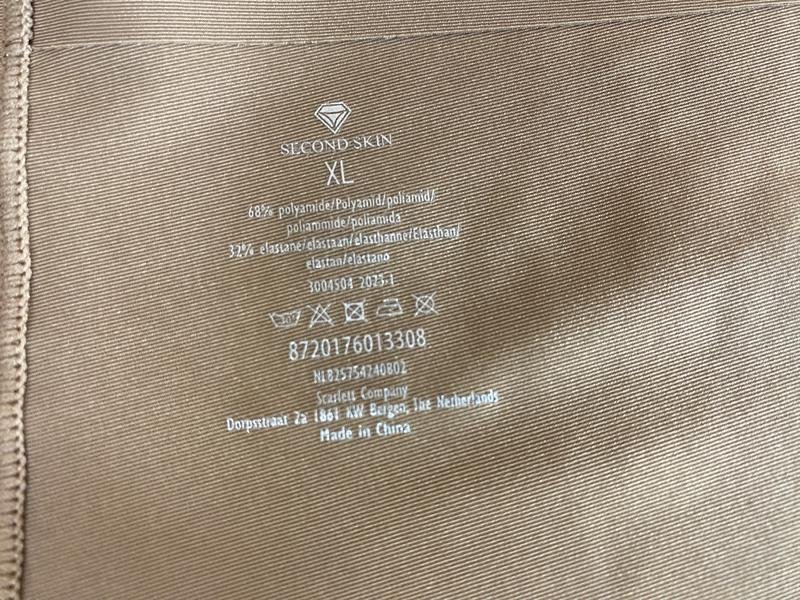 SECOND SKIN
XL
68% polyamide/Polyamid/poliamid/
poliammide/poliamida
32% elastane/elastaan/elasthanne/Elasthan/
elastan/elastano
3004504 2023-1
30
8720176013308
NL825754240B02
Scarlett Company
Dorpsstraat 2a 1861 KW Bergen, The Netherlands
Made in China